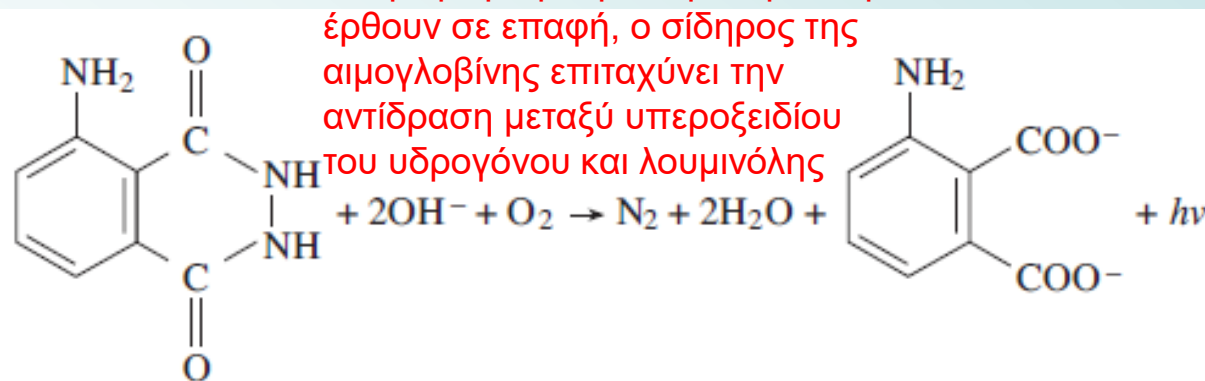 έρθουν σε επαφή, ο σίδηρος της
αιμογλοβίνης επιταχύνει την
αντίδραση μεταξύ υπεροξειδίου
του υδρογόνου και λουμινόλης
O
NH₂
C
NH
NH
C
O
+ 2OH⁻ + O₂ → N₂ + 2H₂O +
NH₂
COO⁻
COO⁻
+ hν